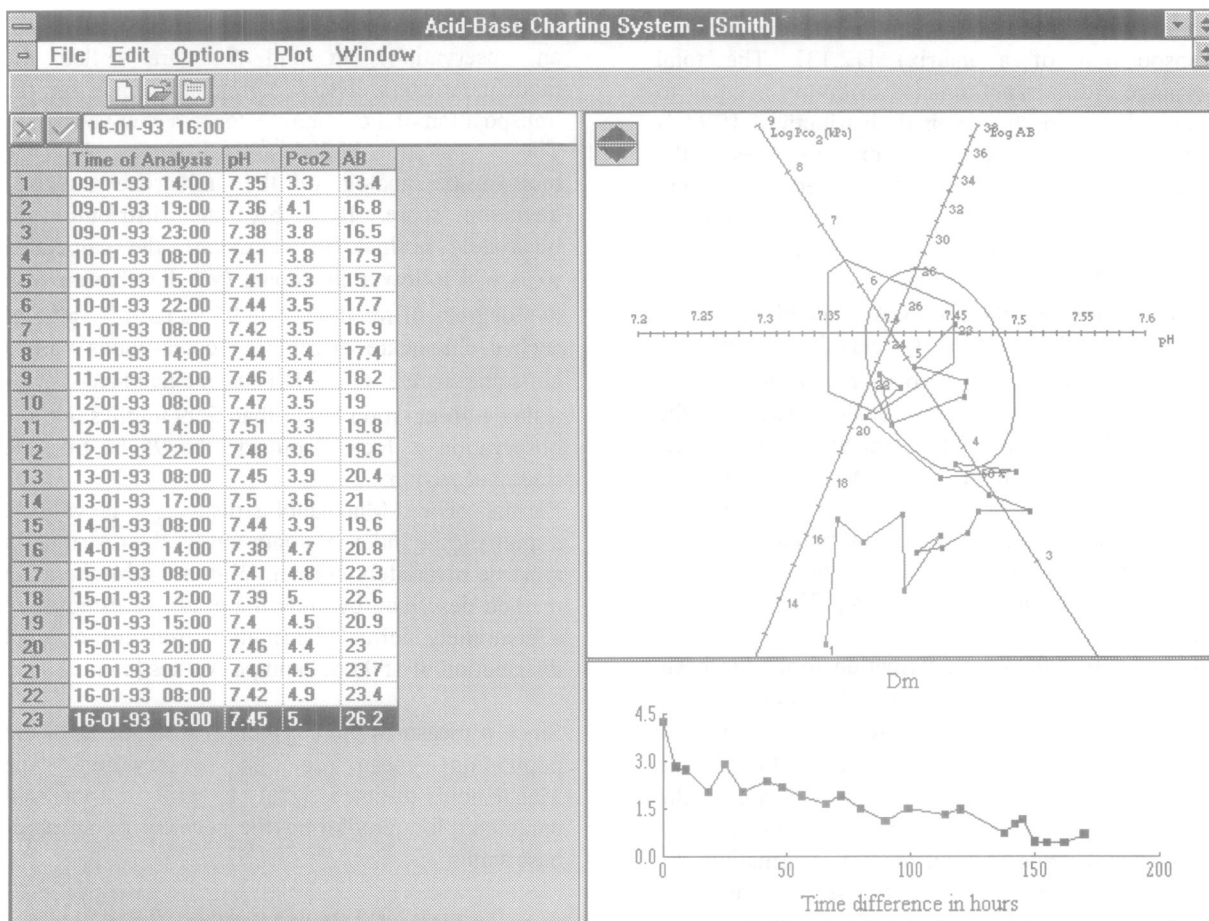 Acid-Base Charting System - [Smith]
File Edit Options Plot Window
16-01-93 16:00
Time of Analysis pH Pco2 AB
1 09-01-93 14:00 7.35 3.3 13.4
2 09-01-93 19:00 7.36 4.1 16.8
3 09-01-93 23:00 7.38 3.8 16.5
4 10-01-93 08:00 7.41 3.8 17.9
5 10-01-93 15:00 7.41 3.3 15.7
6 10-01-93 22:00 7.44 3.5 17.7
7 11-01-93 08:00 7.42 3.5 16.9
8 11-01-93 14:00 7.44 3.4 17.4
9 11-01-93 22:00 7.46 3.4 18.2
10 12-01-93 08:00 7.47 3.5 19
11 12-01-93 14:00 7.51 3.3 19.8
12 12-01-93 22:00 7.48 3.6 19.6
13 13-01-93 08:00 7.45 3.9 20.4
14 13-01-93 17:00 7.5 3.6 21
15 14-01-93 08:00 7.44 3.9 19.6
16 14-01-93 14:00 7.38 4.7 20.8
17 15-01-93 08:00 7.41 4.8 22.3
18 15-01-93 12:00 7.39 5. 22.6
19 15-01-93 15:00 7.4 4.5 20.9
20 15-01-93 20:00 7.46 4.4 23
21 16-01-93 01:00 7.46 4.5 23.7
22 16-01-93 08:00 7.42 4.9 23.4
23 16-01-93 16:00 7.45 5. 26.2
9 Log Pco2 (kPa)
38 Log AB
36
8
34
32
7
30
28
6
26
7.2 7.25 7.3 7.35 7.4 7.45 7.5 7.55 7.6
23
pH
24
5
22
20
4
18
16
3
14
1
Dm
4.5
3.0
1.5
0.0
0 50 100 150 200
Time difference in hours